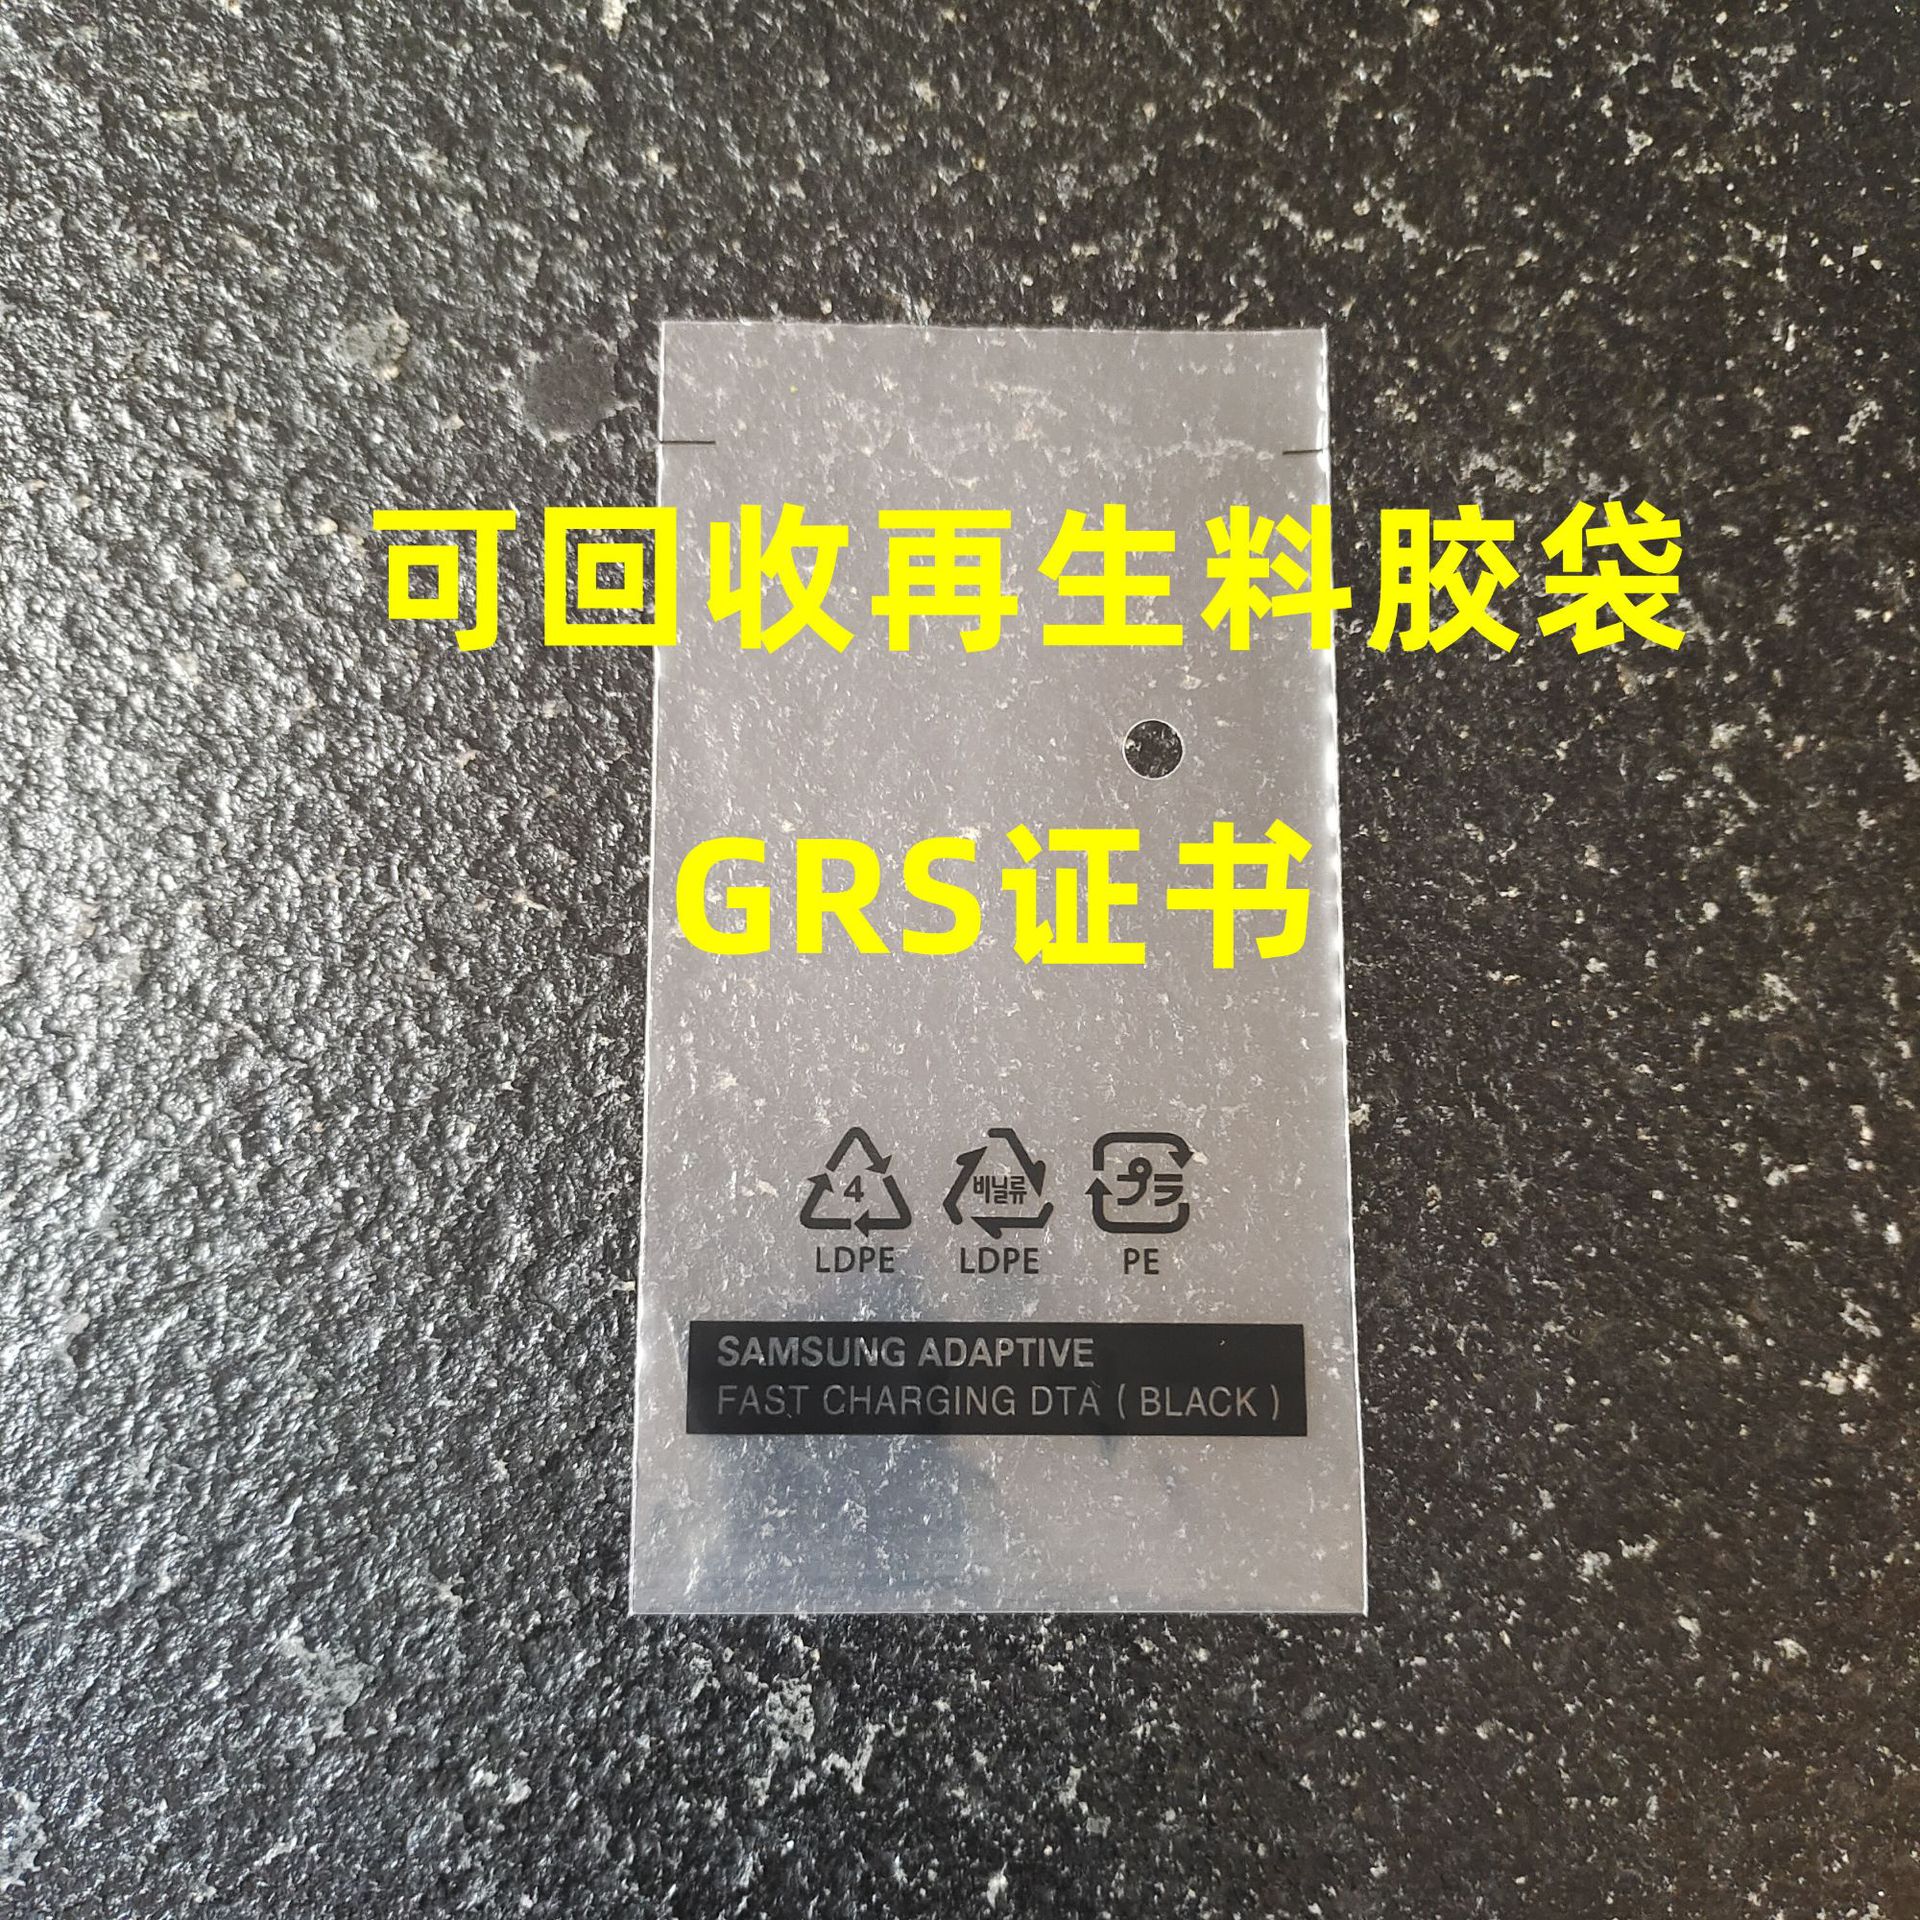 可回收再生料胶袋
GRS证书
4 비닐류 プラ
LDPE LDPE PE
SAMSUNG ADAPTIVE
FAST CHARGING DTA ( BLACK )